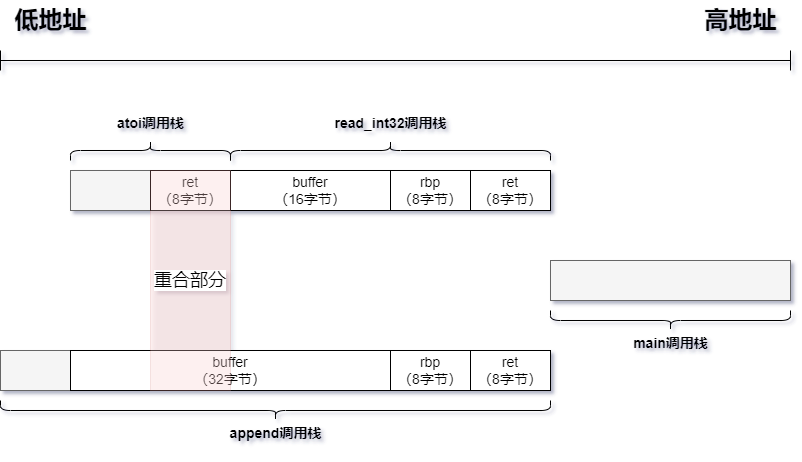 低地址
高地址
atoi调用栈
read_int32调用栈
ret
(8字节)
buffer
(16字节)
rbp
(8字节)
ret
(8字节)
重合部分
main调用栈
buffer
(32字节)
rbp
(8字节)
ret
(8字节)
append调用栈